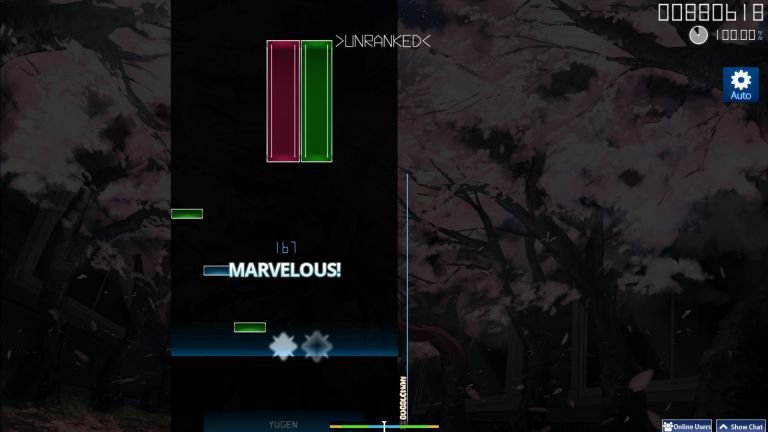 00880618
>UNRANKED<
100.00%
Auto
167
MARVELOUS!
YUGEN
Online Users
Show Chat